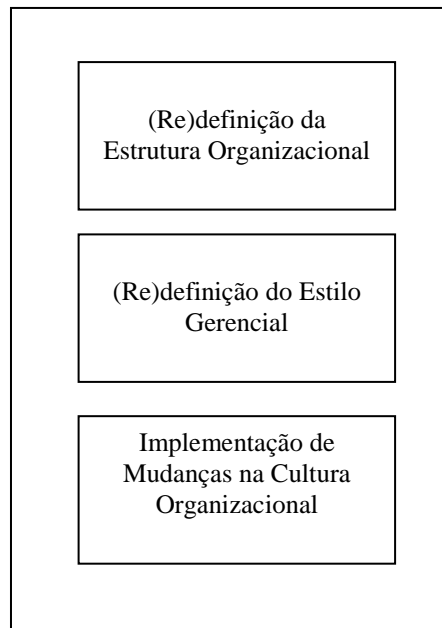 (Re)definição da
Estrutura Organizacional
(Re)definição do Estilo
Gerencial
Implementação de
Mudanças na Cultura
Organizacional